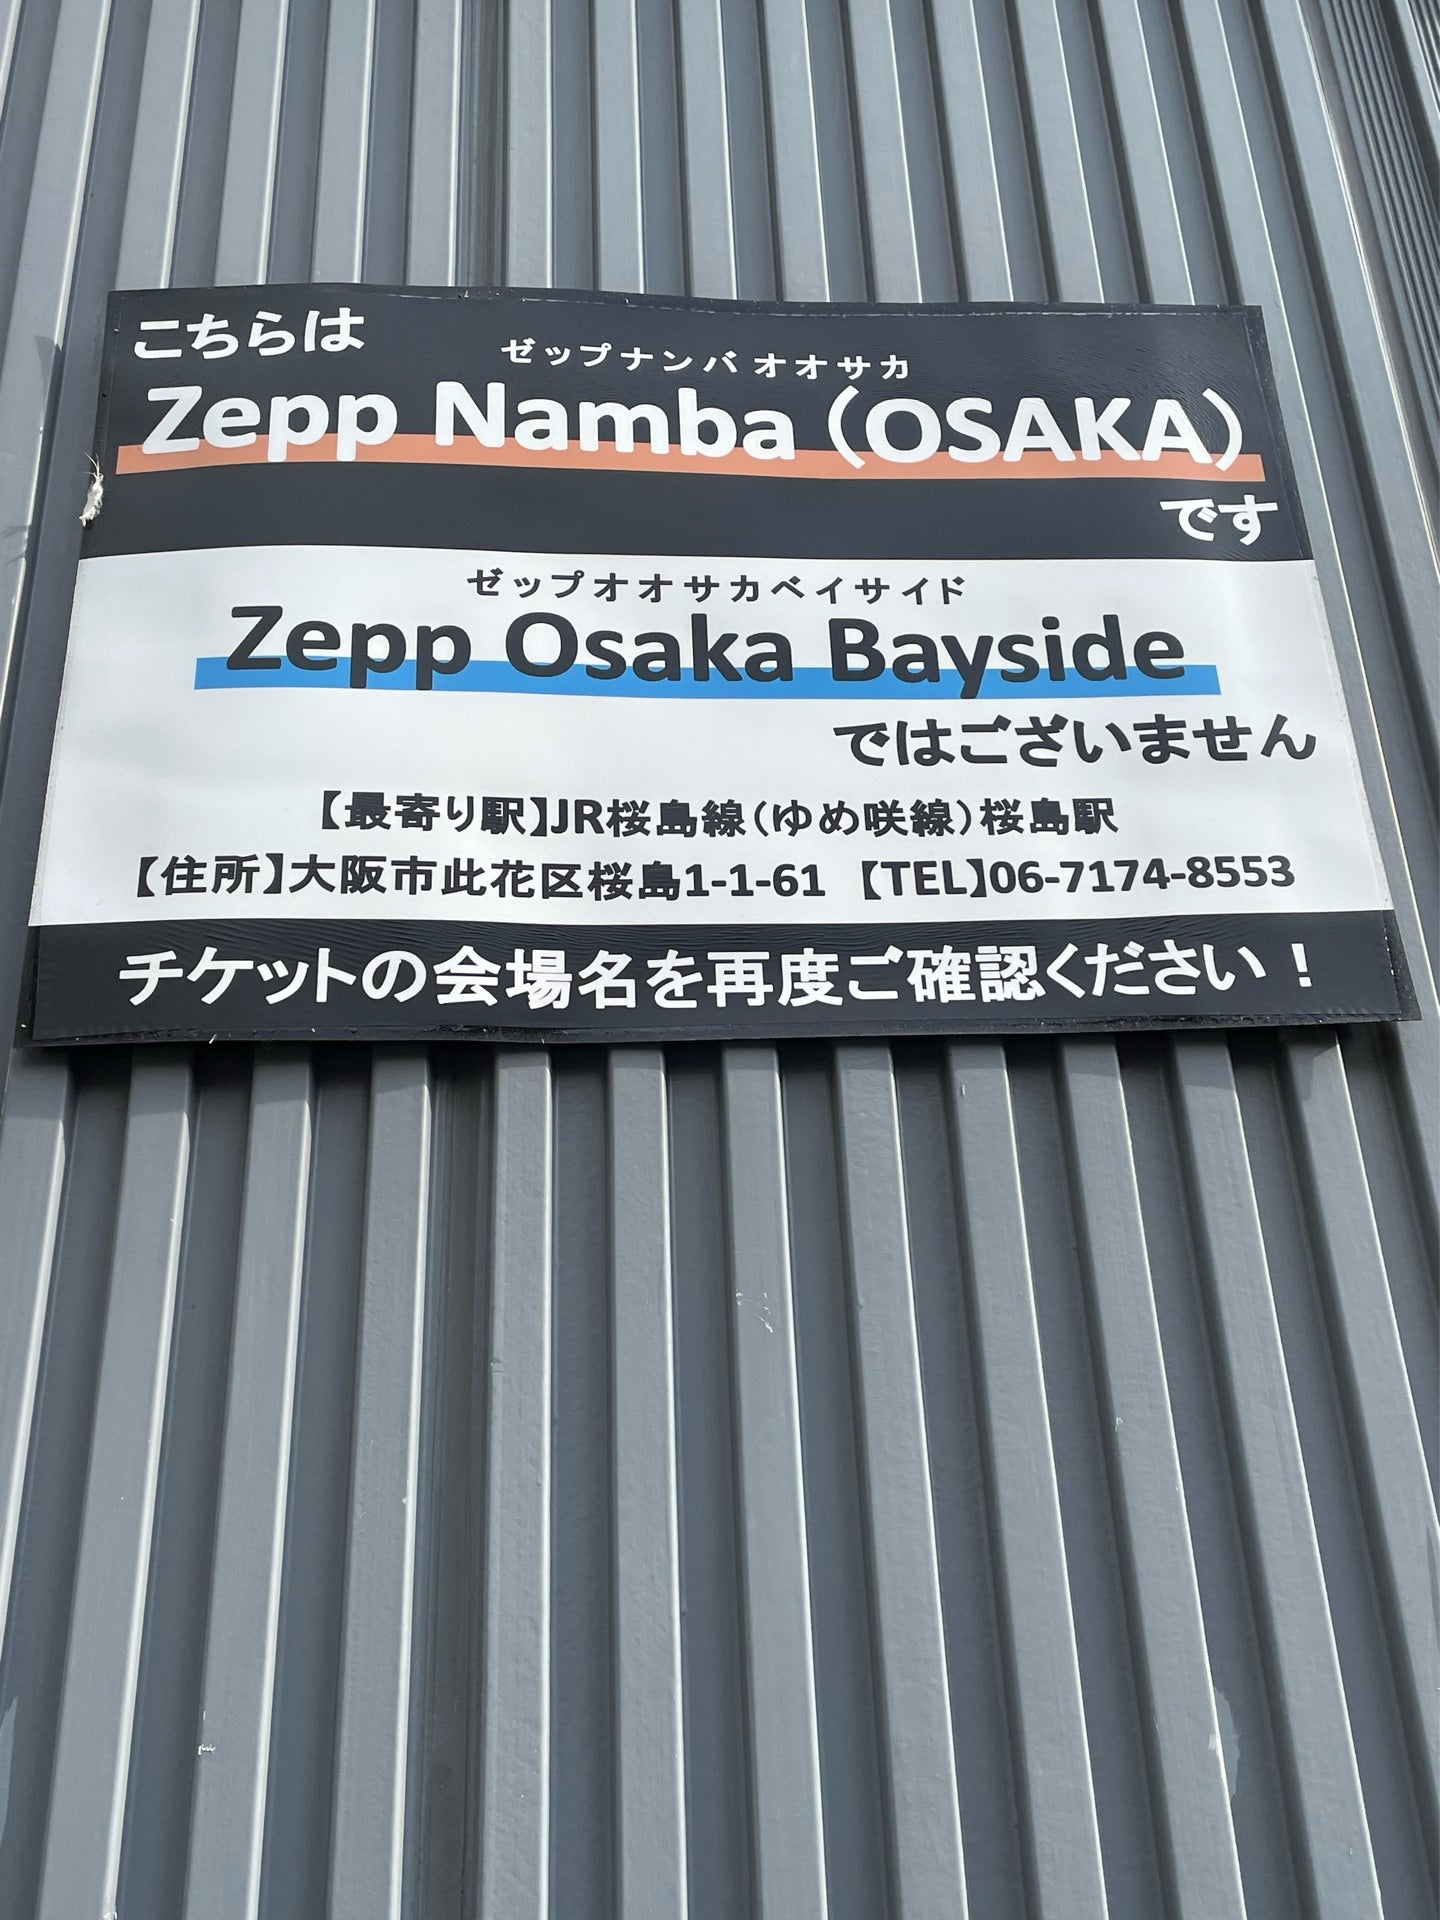 こちらは
ゼップナンバオオサカ
Zepp Namba（OSAKA）
です
ゼップオオサカベイサイド
Zepp Osaka Bayside
ではございません
【最寄り駅】JR桜島線（ゆめ咲線）桜島駅
【住所】大阪市此花区桜島1-1-61 【TEL】06-7174-8553
チケットの会場名を再度ご確認ください！